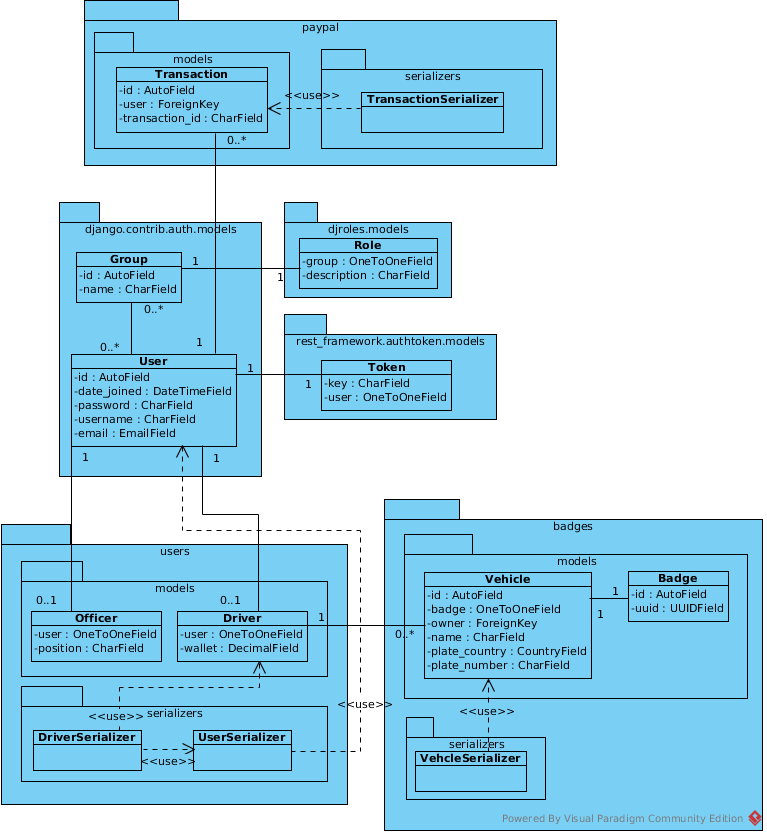 paypal
models
Transaction
-id : AutoField
-user : ForeignKey
-transaction_id : CharField
0..*
<<use>>
serializers
TransactionSerializer
django.contrib.auth.models
Group
-id : AutoField
-name : CharField
1
1
0..*
0..*
1
djroles.models
Role
-group : OneToOneField
-description : CharField
User
-id : AutoField
-date_joined : DateTimeField
-password : CharField
-username : CharField
-email : EmailField
1
1
1
1
rest_framework.authtoken.models
Token
-key : CharField
-user : OneToOneField
users
models
0..1
0..1
Officer
-user : OneToOneField
-position : CharField
Driver
-user : OneToOneField
-wallet : DecimalField
1
0..*
serializers
<<use>>
<<use>>
DriverSerializer
UserSerializer
<<use>>
badges
models
Vehicle
-id : AutoField
-badge : OneToOneField
-owner : ForeignKey
-name : CharField
-plate_country : CountryField
-plate_number : CharField
1
1
Badge
-id : AutoField
-uuid : UUIDField
<<use>>
serializers
VehcleSerializer
Powered By Visual Paradigm Community Edition